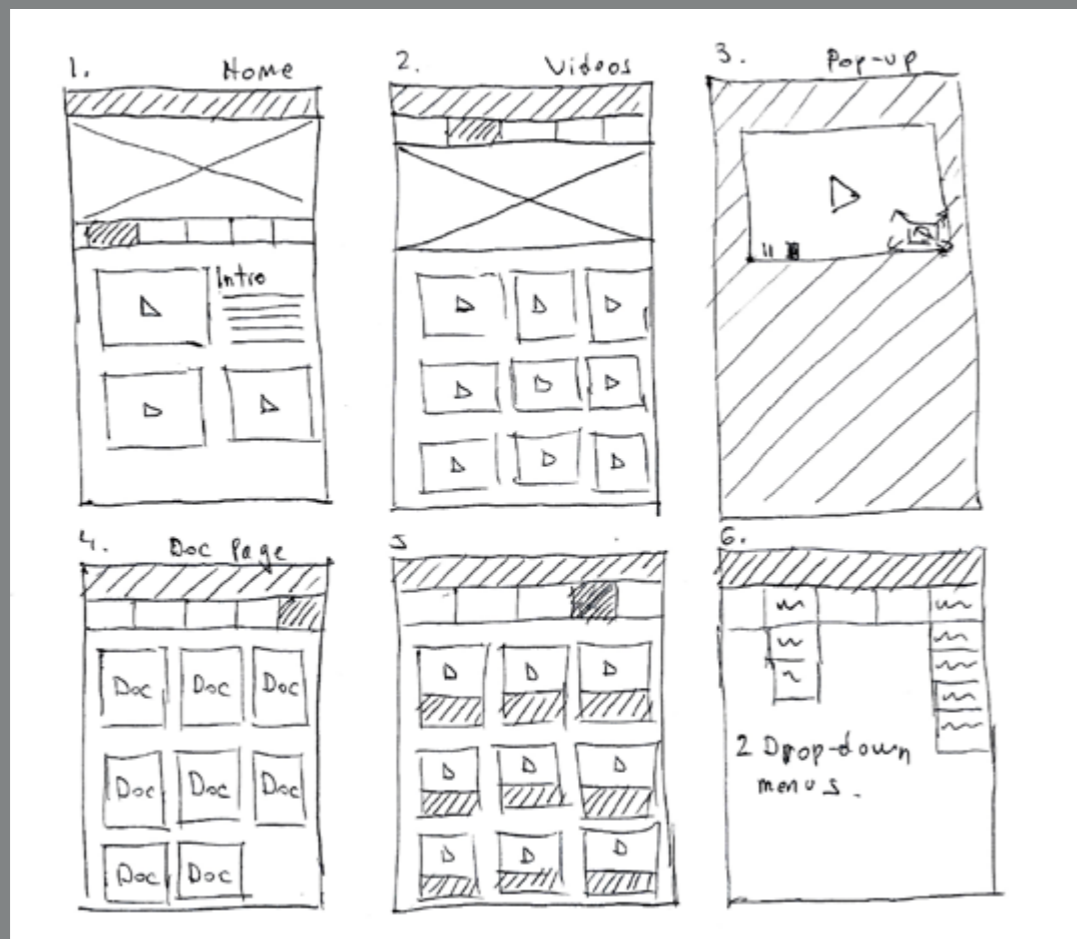 1. Home
2. Videos
3. Pop-up
Intro
4. Doc Page
5
6.
Doc Doc Doc
Doc Doc Doc
Doc Doc
2 Drop-down
menus.